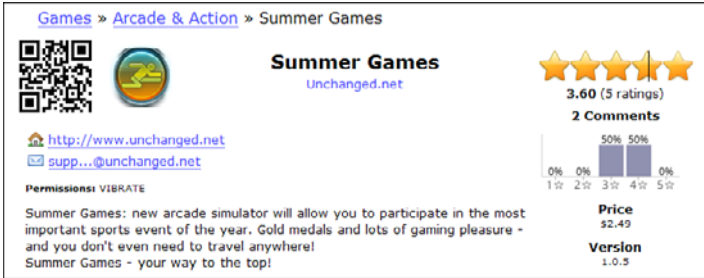 Games » Arcade & Action » Summer Games
Summer Games
Unchanged.net
3.60 (5 ratings)
2 Comments
http://www.unchanged.net
supp...@unchanged.net
Permissions: VIBRATE
50% 50%
0% 0% 0%
1☆ 2☆ 3☆ 4☆ 5☆
Summer Games: new arcade simulator will allow you to participate in the most
important sports event of the year. Gold medals and lots of gaming pleasure -
and you don't even need to travel anywhere!
Summer Games - your way to the top!
Price
$2.49
Version
1.0.5